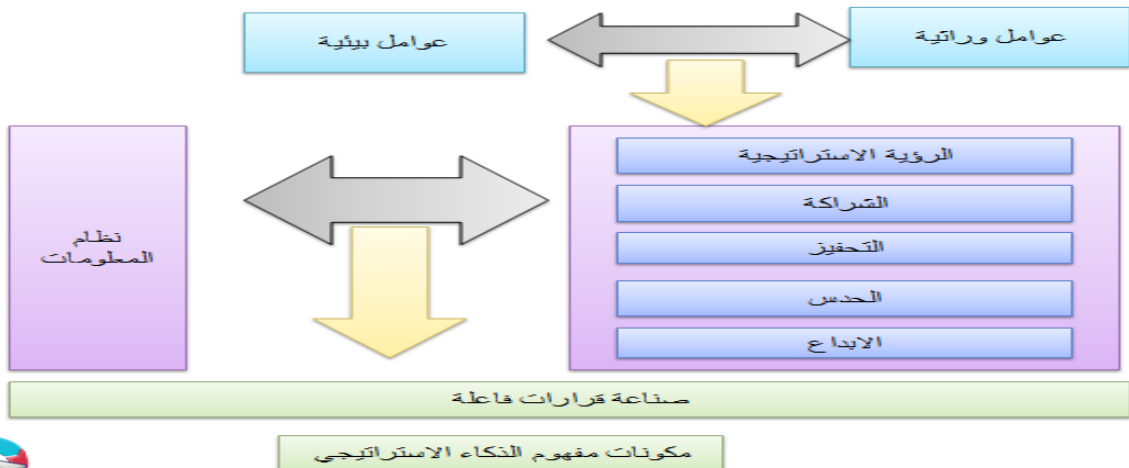 عوامل وراثية
عوامل بيئية
الرؤية الاستراتيجية
الشراكة
التحفيز
الحدس
الابداع
نظام
المعلومات
صناعة قرارات فاعلة
مكونات مفهوم الذكاء الاستراتيجي